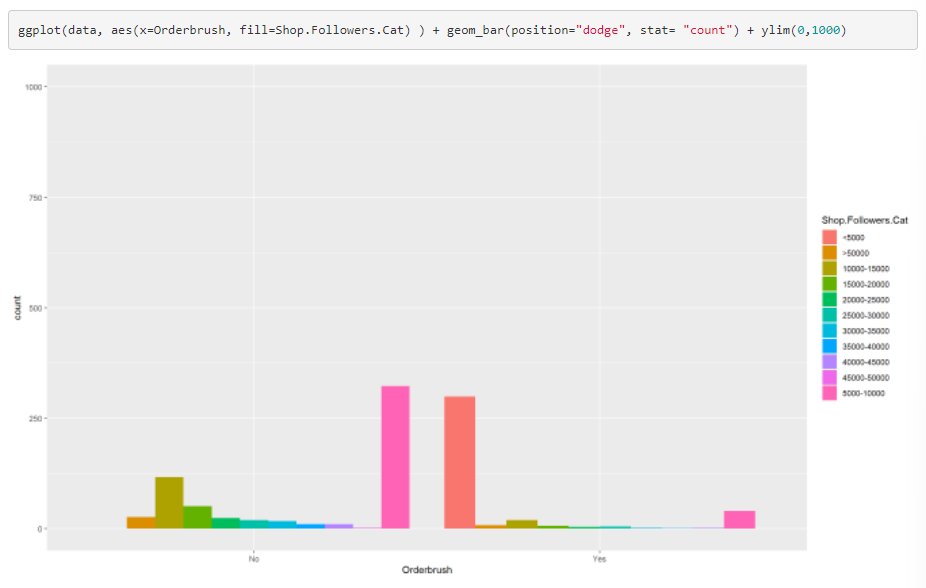 ggplot(data, aes(x=Orderbrush, fill=Shop.Followers.Cat) ) + geom_bar(position="dodge", stat= "count") + ylim(0,1000)
1000
750
500
250
0
count
No
Yes
Orderbrush
Shop.Followers.Cat
<5000
>50000
10000-15000
15000-20000
20000-25000
25000-30000
30000-35000
35000-40000
40000-45000
45000-50000
5000-10000